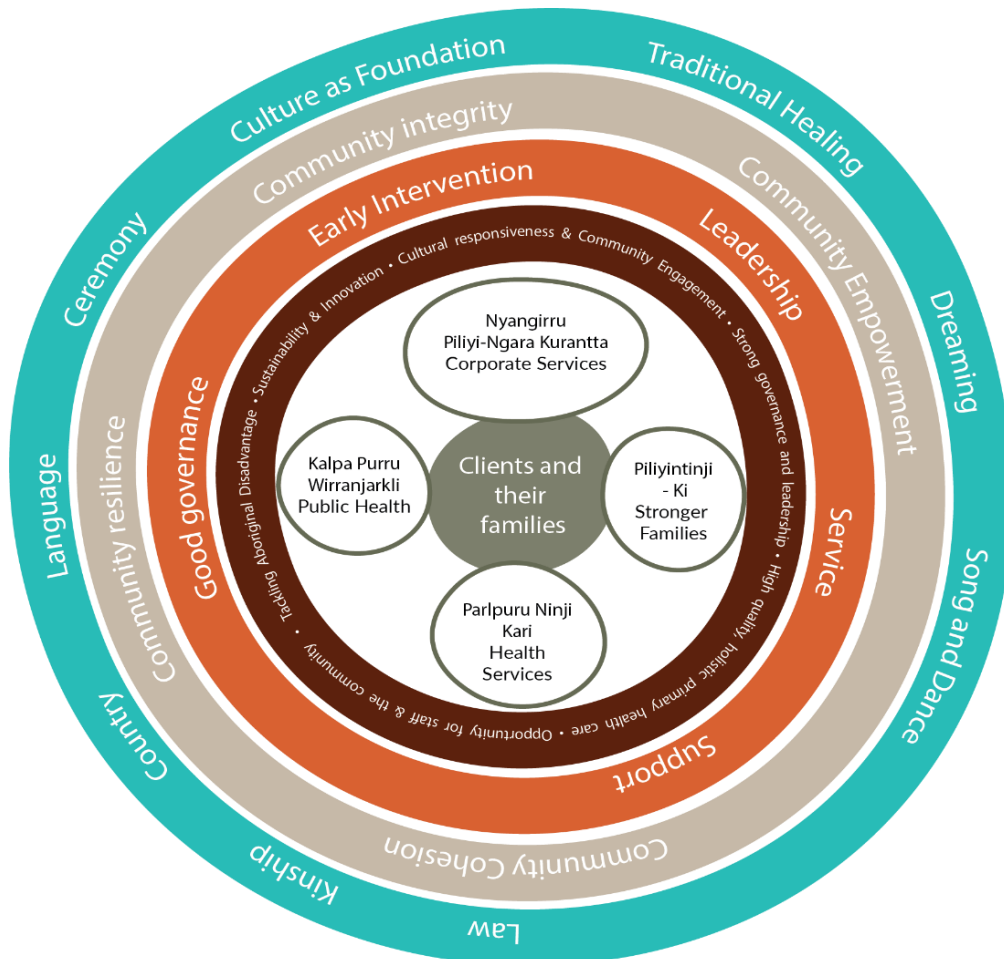 Culture as Foundation
Traditional Healing
Dreaming
Song and Dance
Law
Kinship
Country
Language
Ceremony
Community integrity
Community Empowerment
Community Cohesion
Community resilience
Early Intervention
Leadership
Service
Support
Good governance
Cultural responsiveness & Community Engagement • Strong governance and leadership • High quality, holistic primary health care • Opportunity for staff & the community • Tackling Aboriginal Disadvantage • Sustainability & Innovation •
Nyangirru
Piliyi-Ngara Kurantta
Corporate Services
Kalpa Purru
Wirranjarkli
Public Health
Clients and
their
families
Piliyintinji
- Ki
Stronger
Families
Parlpuru Ninji
Kari
Health
Services